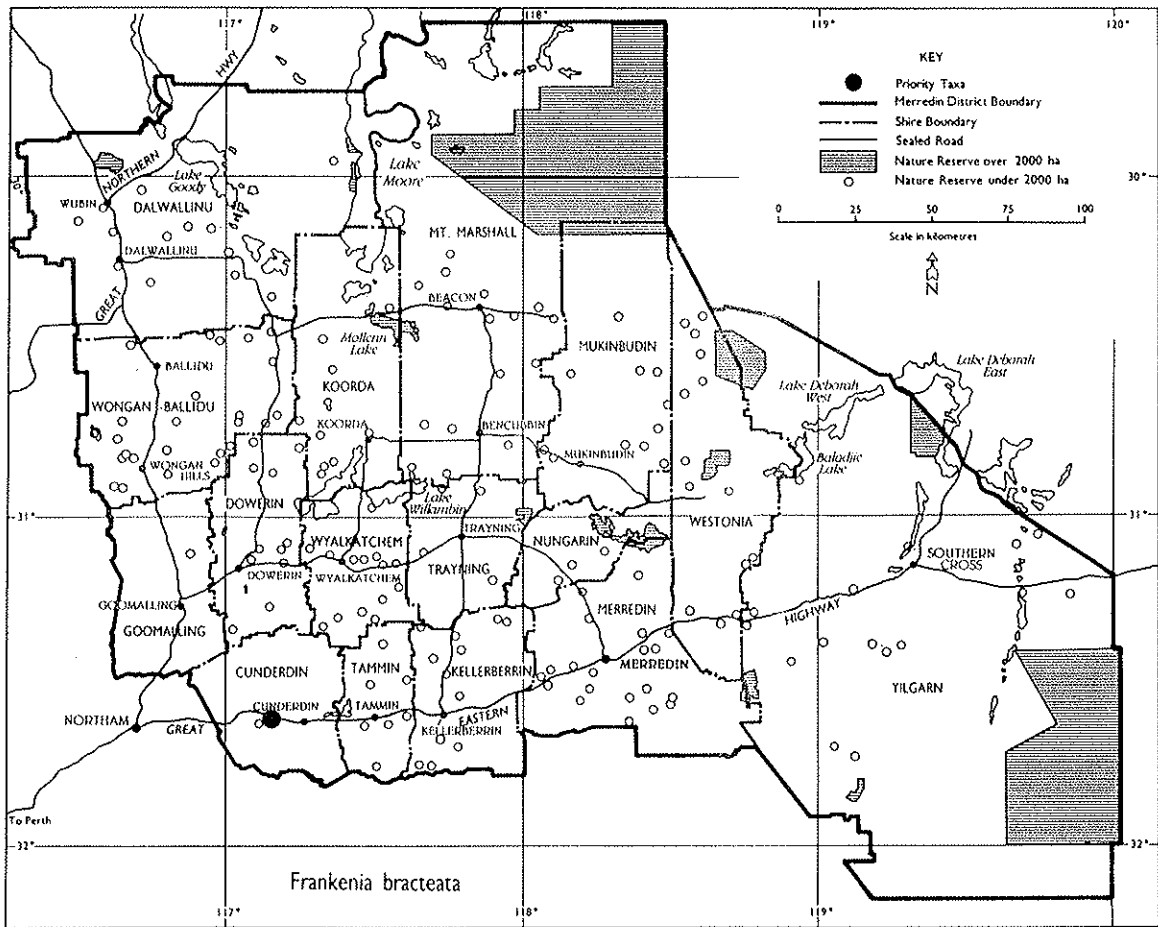 117°
118°
119°
120°
HWY
KEY
Priority Taxa
Merredin District Boundary
Shire Boundary
Sealed Road
Nature Reserve over 2000 ha
Nature Reserve under 2000 ha
0 25 50 75 100
Scale in kilometres
N
NORTHERN
Lake Goody
Lake Moore
30°
30°
WUBIN
DALWALLINU
MT. MARSHALL
DALWALLINU
GREAT
BEACON
Mollerin Lake
MUKINBUDIN
BALLIDU
KOORDA
Lake Deborah East
Lake Deborah West
WONGAN - BALLIDU
KOORDA
BENCUBBIN
MUKINBUDIN
Baladjie Lake
WONGAN HILLS
DOWERIN
Lake Wilkimbin
31°
31°
WESTONIA
WYALKATCHEM
TRAYNING
NUNGARIN
SOUTHERN CROSS
DOWERIN
WYALKATCHEM
TRAYNING
GOOMALLING
MERREDIN
HIGHWAY
GOOMALLING
CUNDERDIN
TAMMIN
KELLERBERRIN
MERREDIN
YILGARN
CUNDERDIN
TAMMIN
EASTERN
NORTHAM
GREAT
KELLERBERRIN
To Perth
32°
32°
Frankenia bracteata
117°
118°
119°
120°